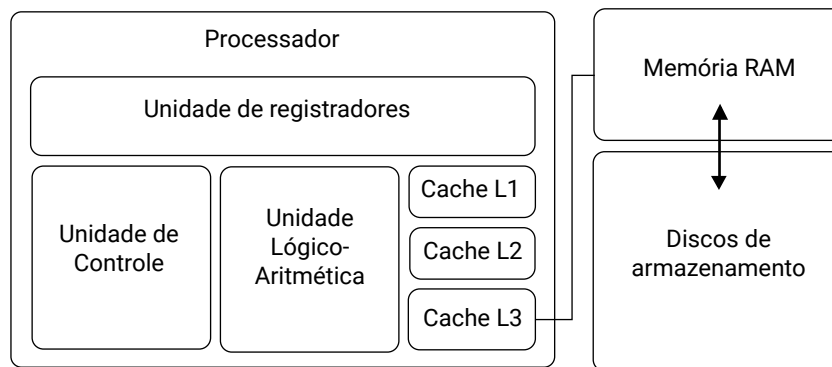 Processador
Memória RAM
Unidade de registradores
Cache L1
Unidade de
Controle
Unidade
Lógico-
Aritmética
Cache L2
Discos de
armazenamento
Cache L3